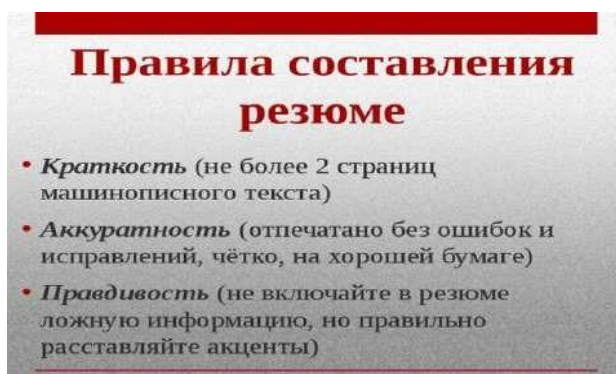 Правила составления
резюме
• Краткость (не более 2 страниц
машинописного текста)
• Аккуратность (отпечатано без ошибок и
исправлений, чётко, на хорошей бумаге)
• Правдивость (не включайте в резюме
ложную информацию, но правильно
расставляйте акценты)